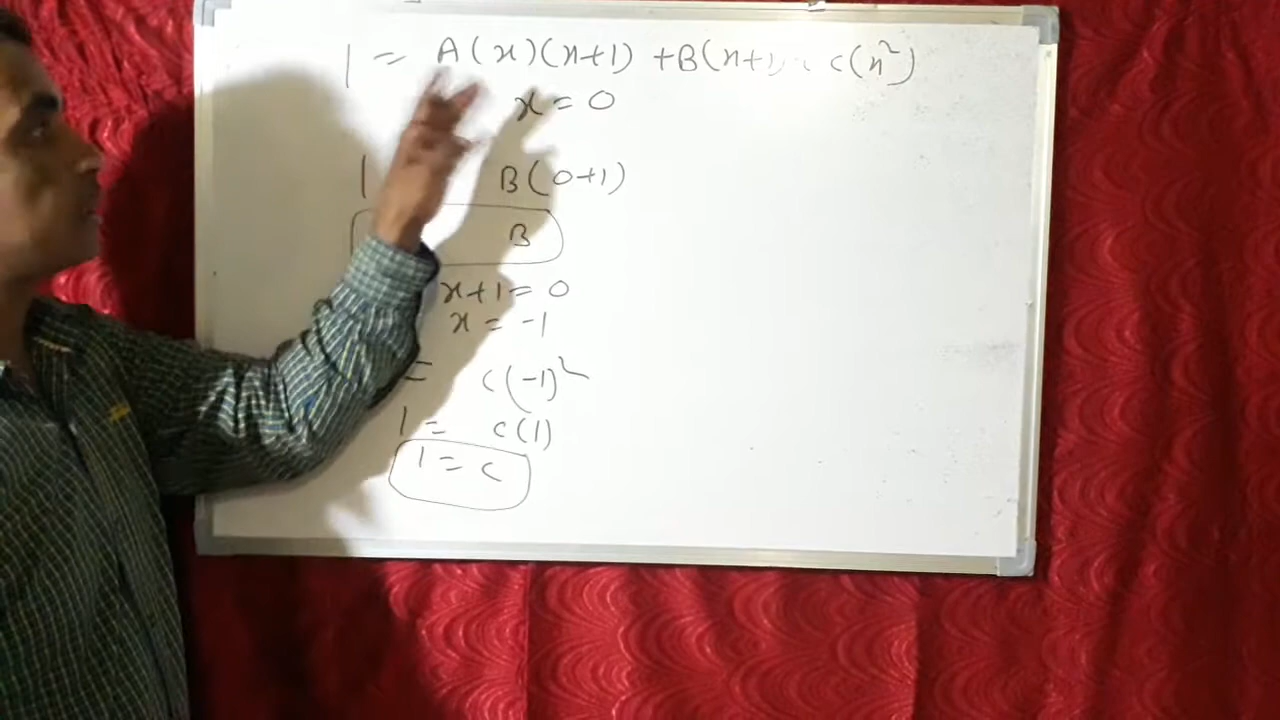 1 = A(x)(x+1) +B(x+1) + C(x²)
x = 0
1 B(0+1)
B
x+1 = 0
x = -1
= C(-1)²
1 = C(1)
1 = C